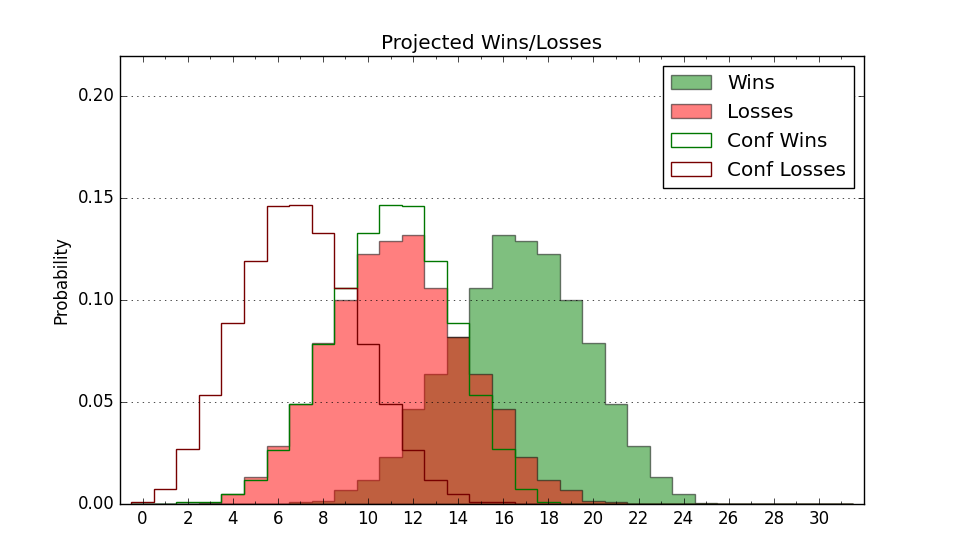 Projected Wins/Losses
Wins
Losses
Conf Wins
Conf Losses
Probability
0.20
0.15
0.10
0.05
0.00
0 2 4 6 8 10 12 14 16 18 20 22 24 26 28 30